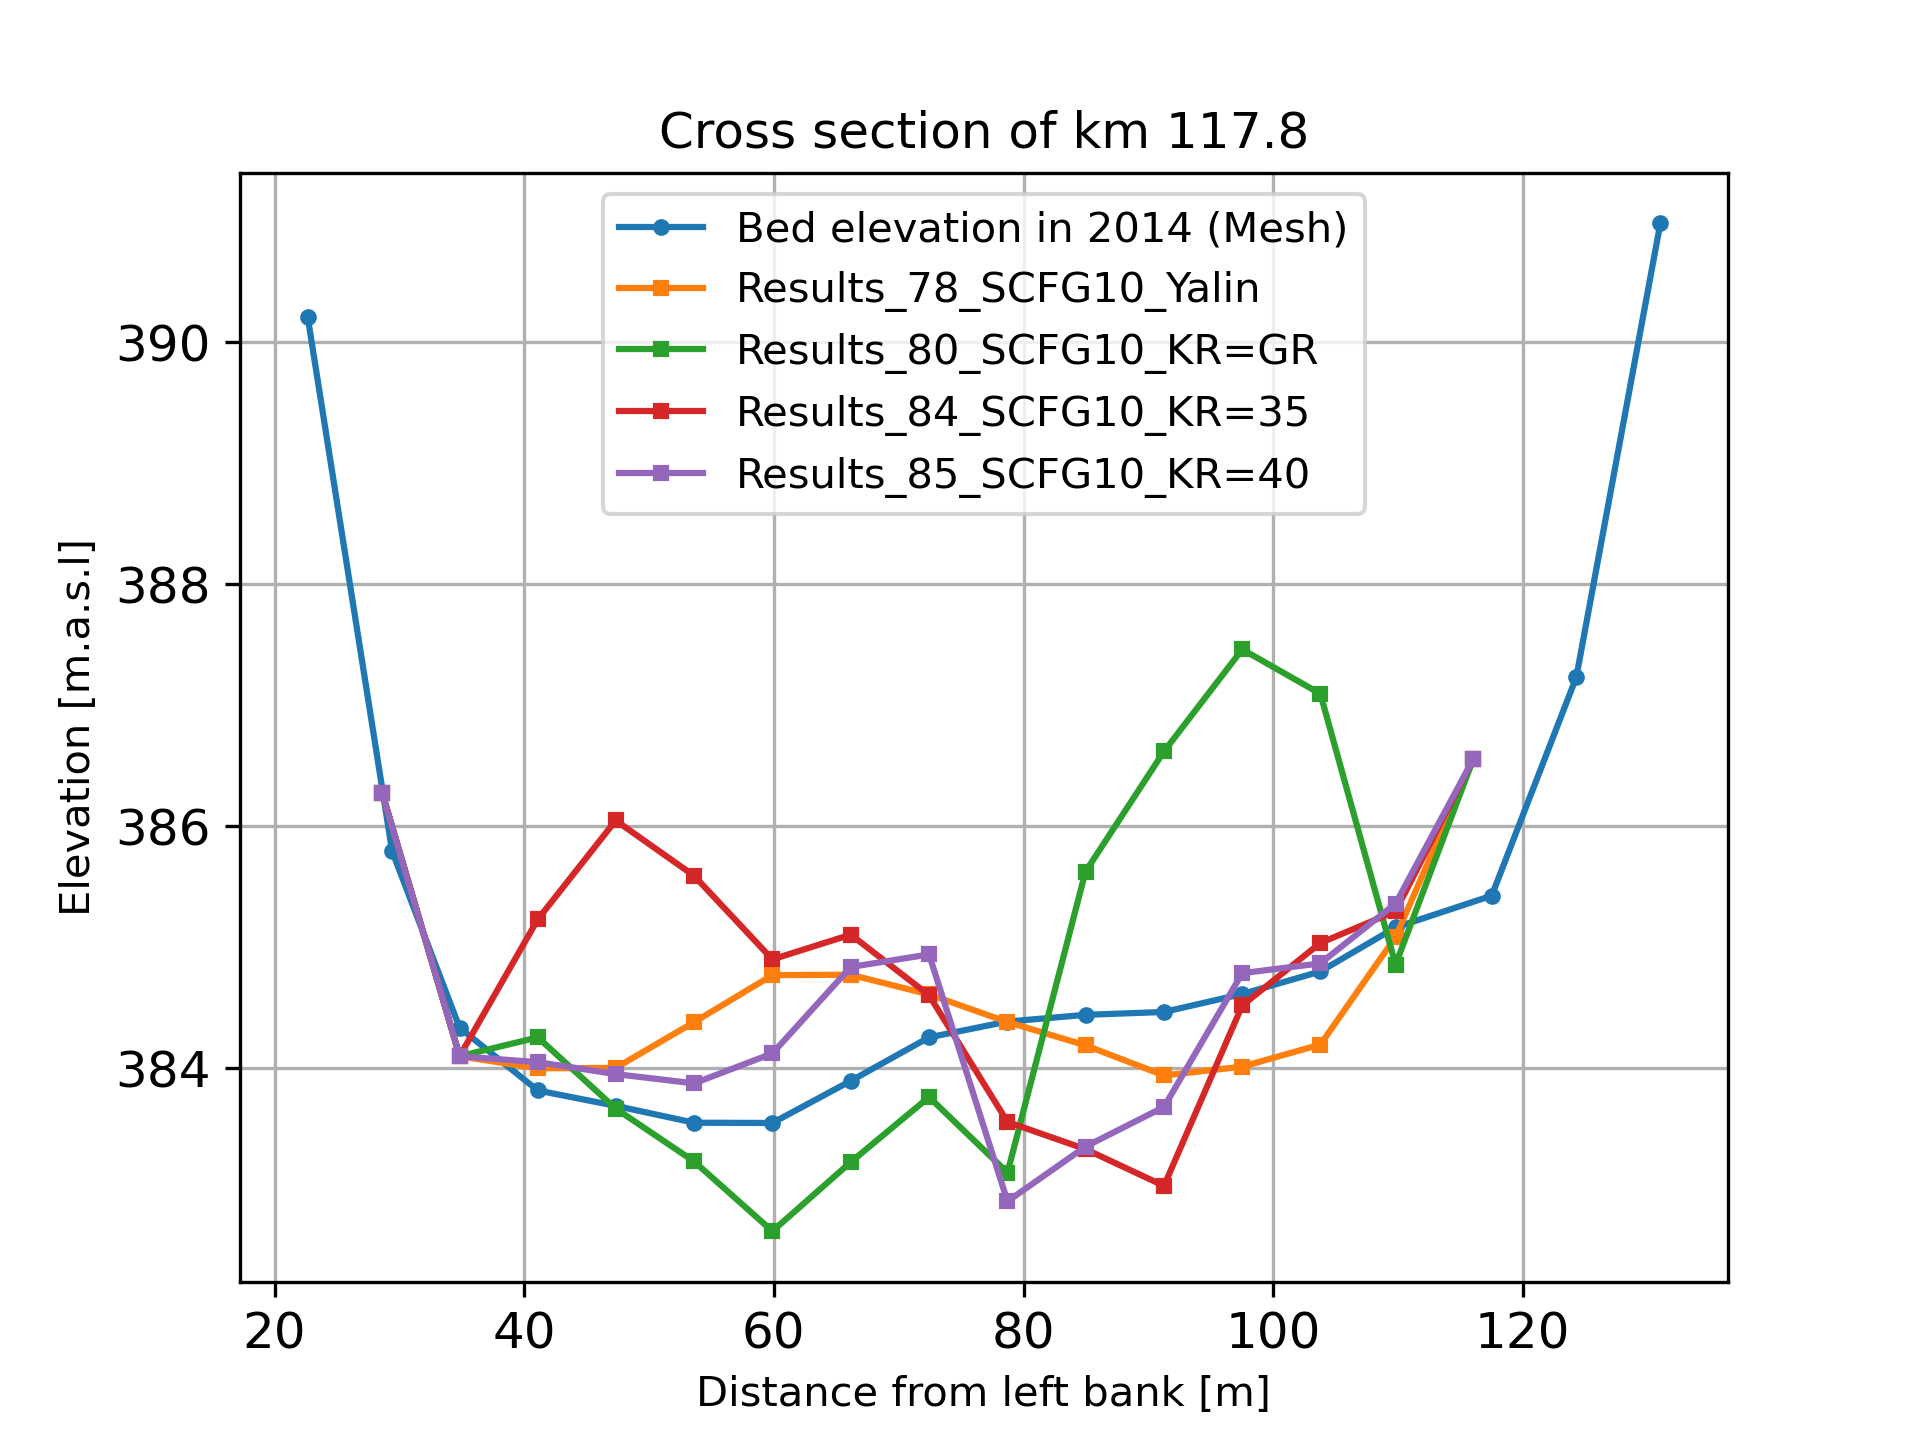 Cross section of km 117.8
Bed elevation in 2014 (Mesh)
Results_78_SCFG10_Yalin
Results_80_SCFG10_KR=GR
Results_84_SCFG10_KR=35
Results_85_SCFG10_KR=40
390
388
386
384
Elevation [m.a.s.l]
20 40 60 80 100 120
Distance from left bank [m]